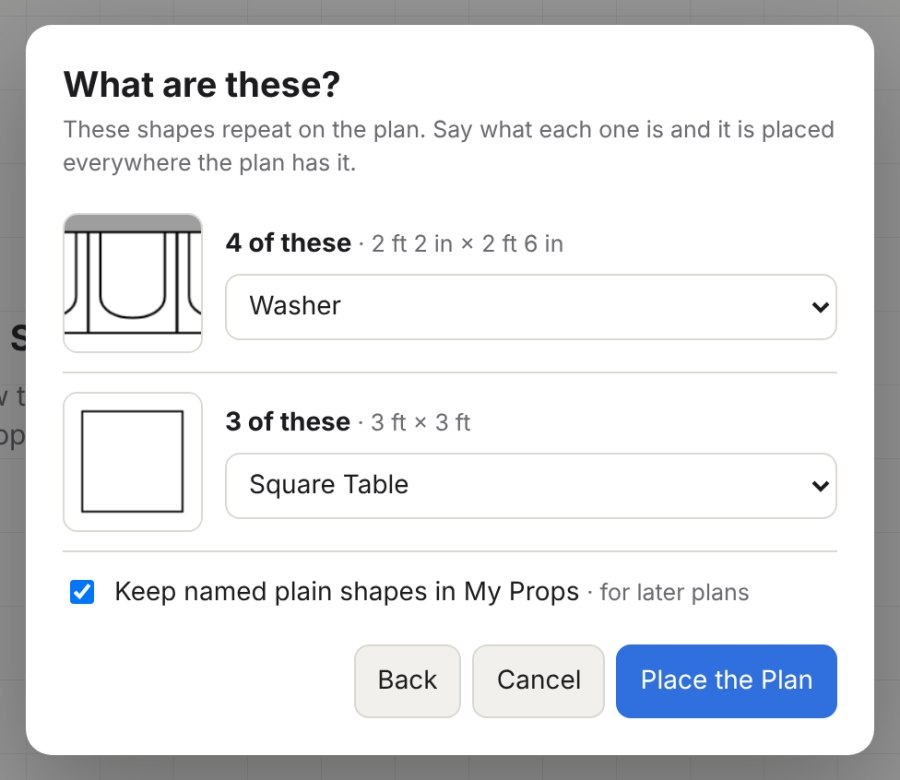 What are these?
These shapes repeat on the plan. Say what each one is and it is placed
everywhere the plan has it.
4 of these · 2 ft 2 in × 2 ft 6 in
Washer
3 of these · 3 ft × 3 ft
Square Table
Keep named plain shapes in My Props · for later plans
Back
Cancel
Place the Plan